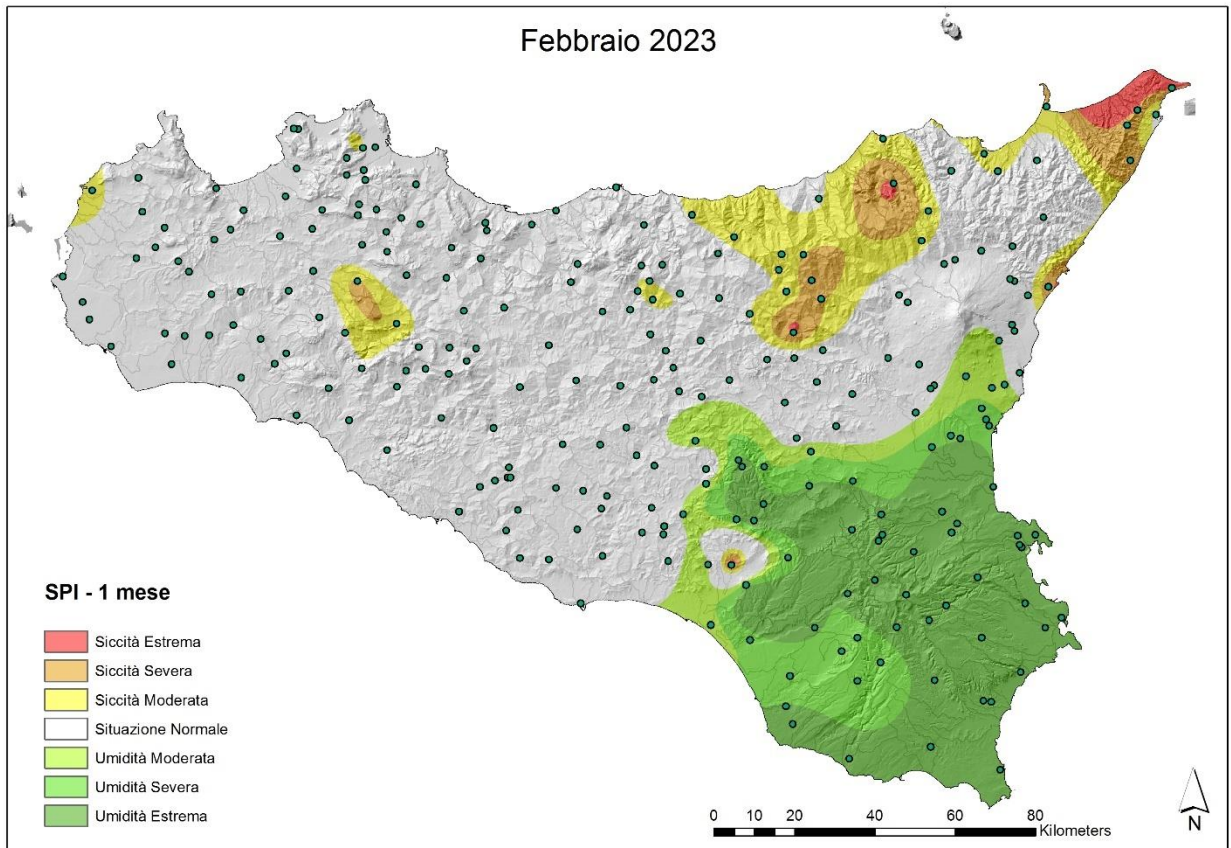 Febbraio 2023
SPI - 1 mese
Siccità Estrema
Siccità Severa
Siccità Moderata
Situazione Normale
Umidità Moderata
Umidità Severa
Umidità Estrema
0 10 20 40 60 80
Kilometers
N